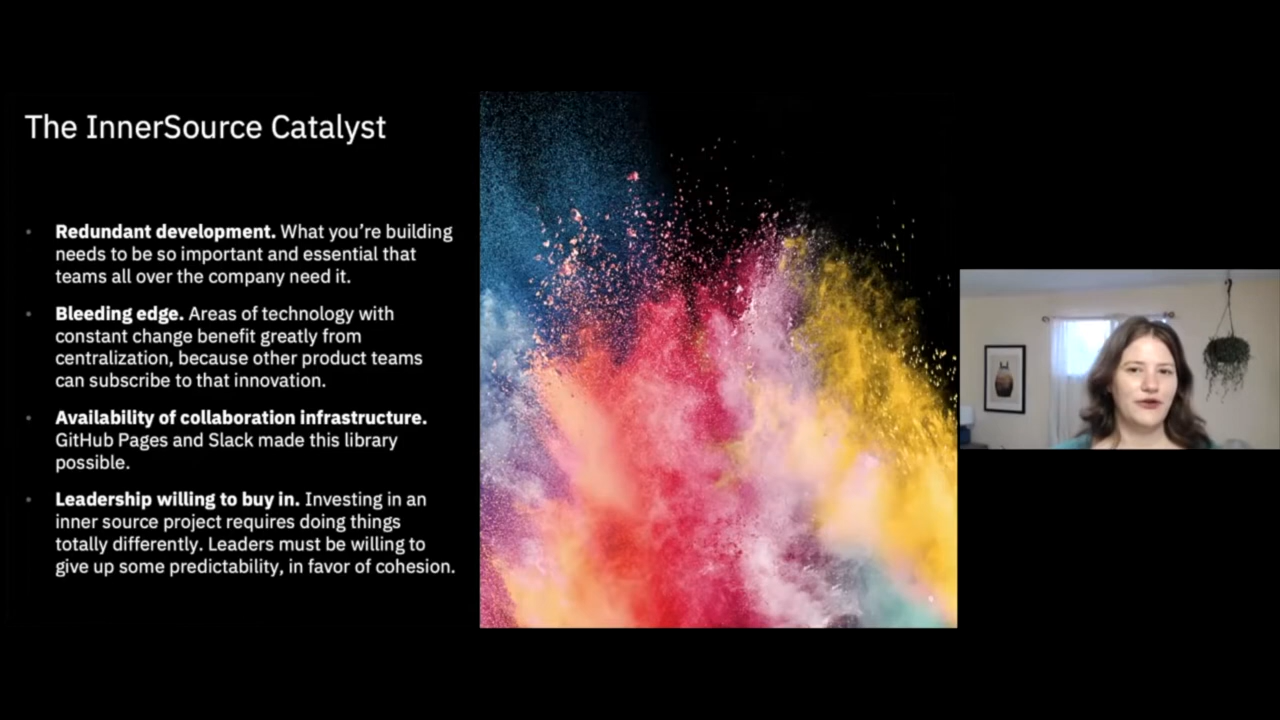 The InnerSource Catalyst
• Redundant development. What you’re building
needs to be so important and essential that
teams all over the company need it.
• Bleeding edge. Areas of technology with
constant change benefit greatly from
centralization, because other product teams
can subscribe to that innovation.
• Availability of collaboration infrastructure.
GitHub Pages and Slack made this library
possible.
• Leadership willing to buy in. Investing in an
inner source project requires doing things
totally differently. Leaders must be willing to
give up some predictability, in favor of cohesion.